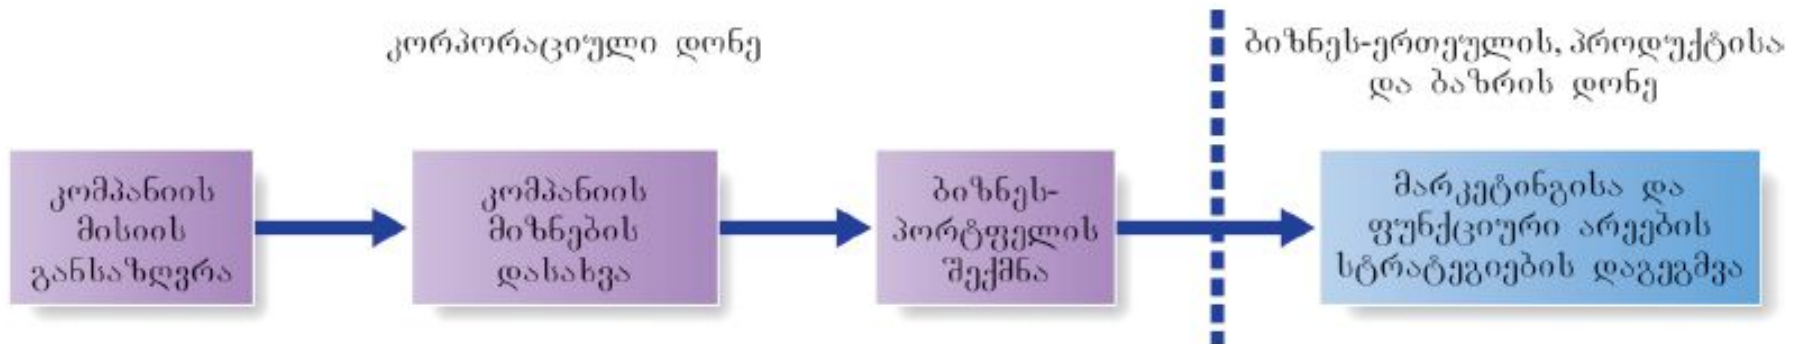 კორპორაციული დონე
ბიზნეს-ერთეულის, პროდუქტისა
და ბაზრის დონე
კომპანიის
მისიის
განსაზღვრა
კომპანიის
მიზნების
დასახვა
ბიზნეს-
პორტფელის
შექმნა
მარკეტინგისა და
ფუნქციური არეების
სტრატეგიების დაგეგმვა